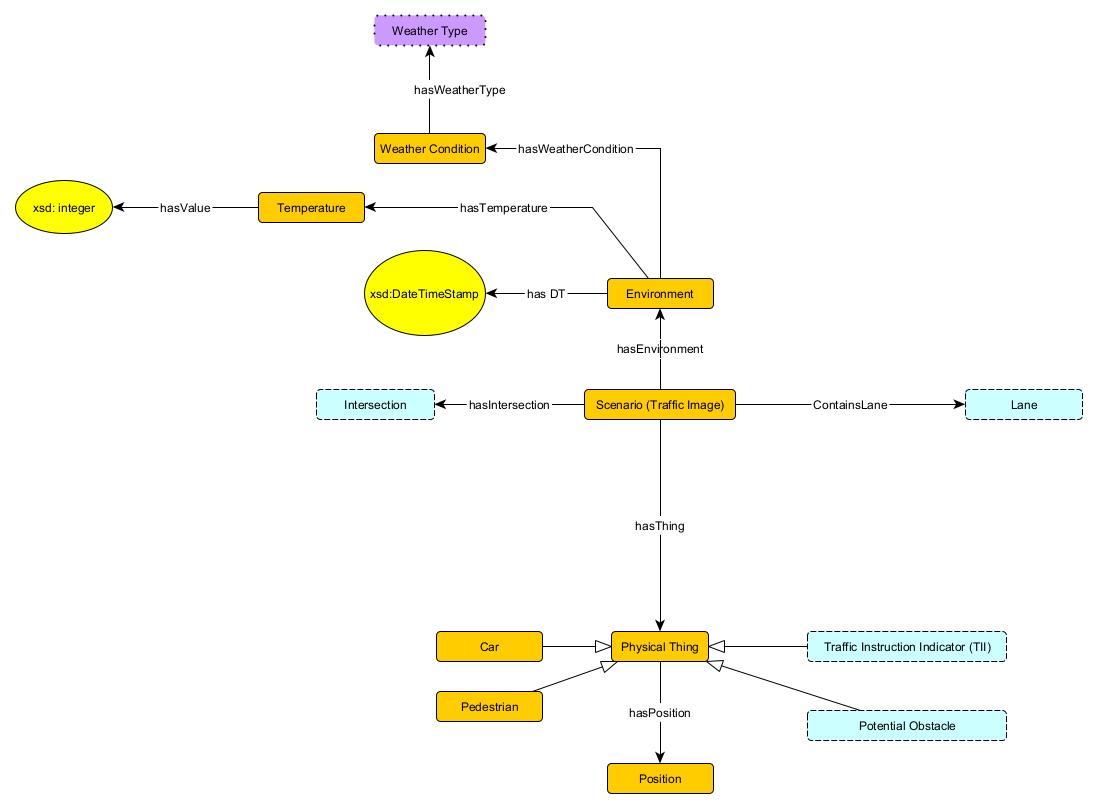 Weather Type
hasWeatherType
Weather Condition
hasWeatherCondition
xsd: integer
hasValue
Temperature
hasTemperature
xsd:DateTimeStamp
has DT
Environment
hasEnvironment
Intersection
hasIntersection
Scenario (Traffic Image)
ContainsLane
Lane
hasThing
Car
Physical Thing
Traffic Instruction Indicator (TII)
Pedestrian
hasPosition
Potential Obstacle
Position